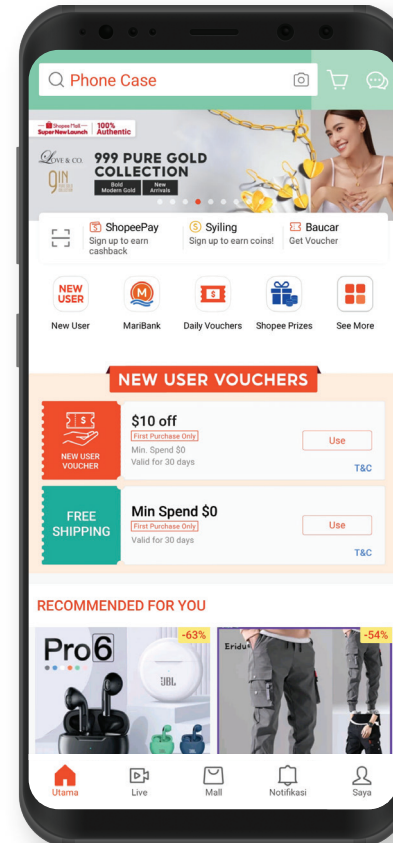 Phone Case
Shopee Mall
Super New Launch
100%
Authentic
LOVE & CO.
9IN
999 PURE GOLD
COLLECTION
Bold
Modern Gold
New
Arrivals
ShopeePay
Sign up to earn
cashback
Syiling
Sign up to earn coins!
Baucar
Get Voucher
NEW
USER
New User
M
MariBank
$
Daily Vouchers
Shopee Prizes
See More
NEW USER VOUCHERS
$
NEW USER
VOUCHER
$10 off
First Purchase Only
Min. Spend $0
Valid for 30 days
Use
T&C
FREE
SHIPPING
Min Spend $0
First Purchase Only
Valid for 30 days
Use
T&C
RECOMMENDED FOR YOU
Pro6
JBL
-63%
Eridu
-54%
Utama
Live
Mall
Notifikasi
Saya